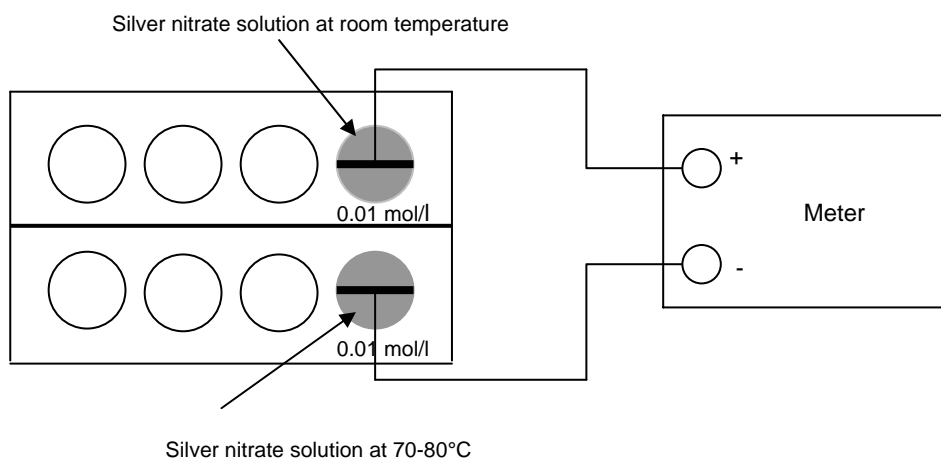 Silver nitrate solution at room temperature
+
0.01 mol/l
Meter
-
0.01 mol/l
Silver nitrate solution at 70-80°C